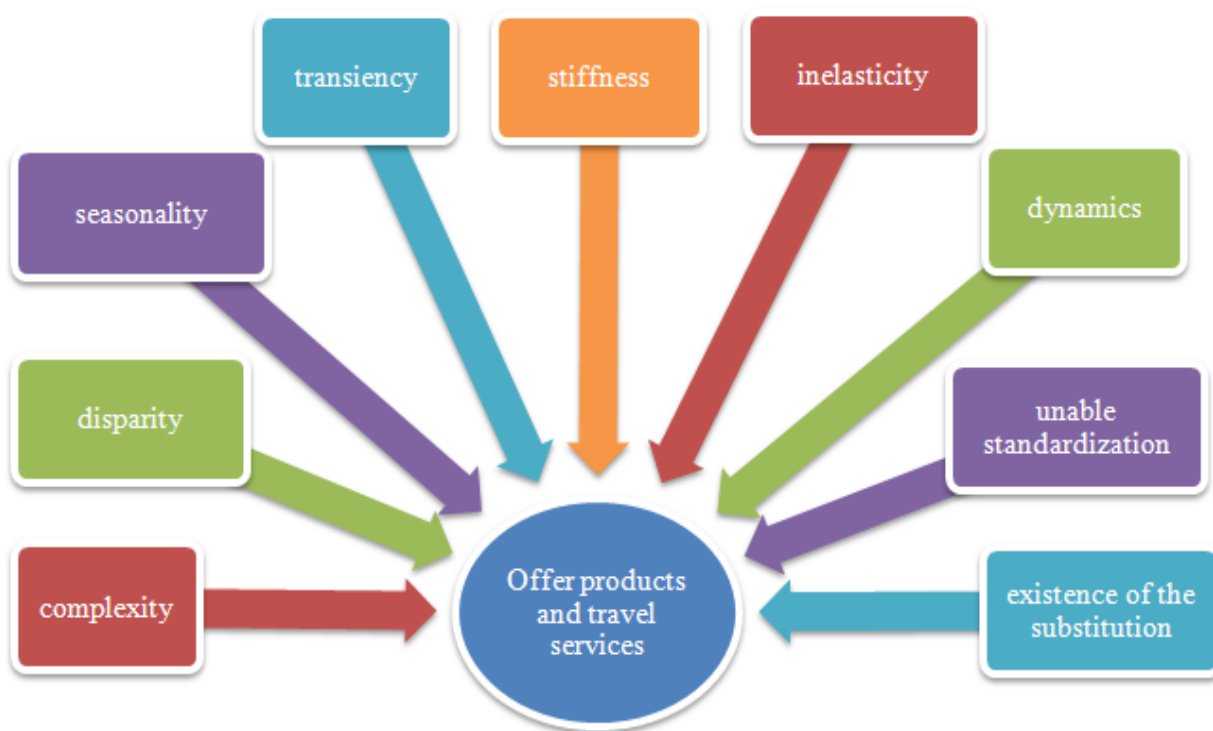 transiency
stiffness
inelasticity
seasonality
dynamics
disparity
unable
standardization
complexity
Offer products
and travel
services
existence of the
substitution